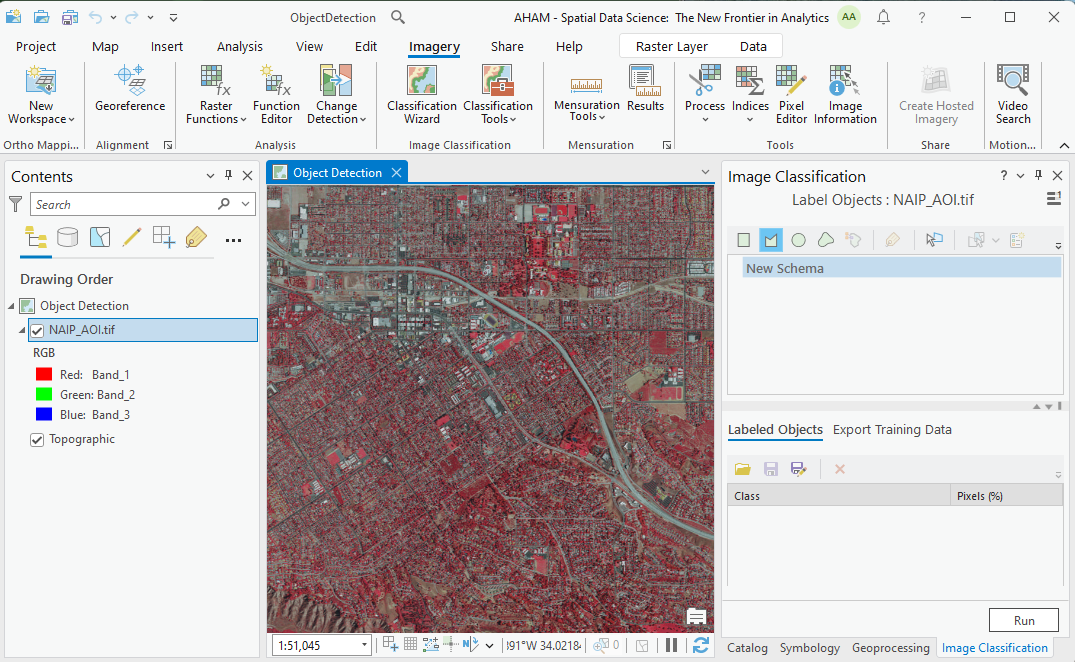 ObjectDetection
AHAM - Spatial Data Science: The New Frontier in Analytics
AA
?
Project Map Insert Analysis View Edit Imagery Share Help Raster Layer Data
New Workspace
Georeference
Raster Functions
Function Editor
Change Detection
Classification Wizard
Classification Tools
Mensuration Tools
Results
Process
Indices
Pixel Editor
Image Information
Create Hosted Imagery
Video Search
Ortho Mappi...
Alignment
Analysis
Image Classification
Mensuration
Tools
Share
Motion...
Contents
Search
Drawing Order
Object Detection
NAIP_AOI.tif
RGB
Red: Band_1
Green: Band_2
Blue: Band_3
Topographic
Object Detection
1:51,045
91°W 34.0218
0
Image Classification
?
Label Objects : NAIP_AOI.tif
New Schema
Labeled Objects Export Training Data
Class Pixels (%)
Run
Catalog Symbology Geoprocessing Image Classification